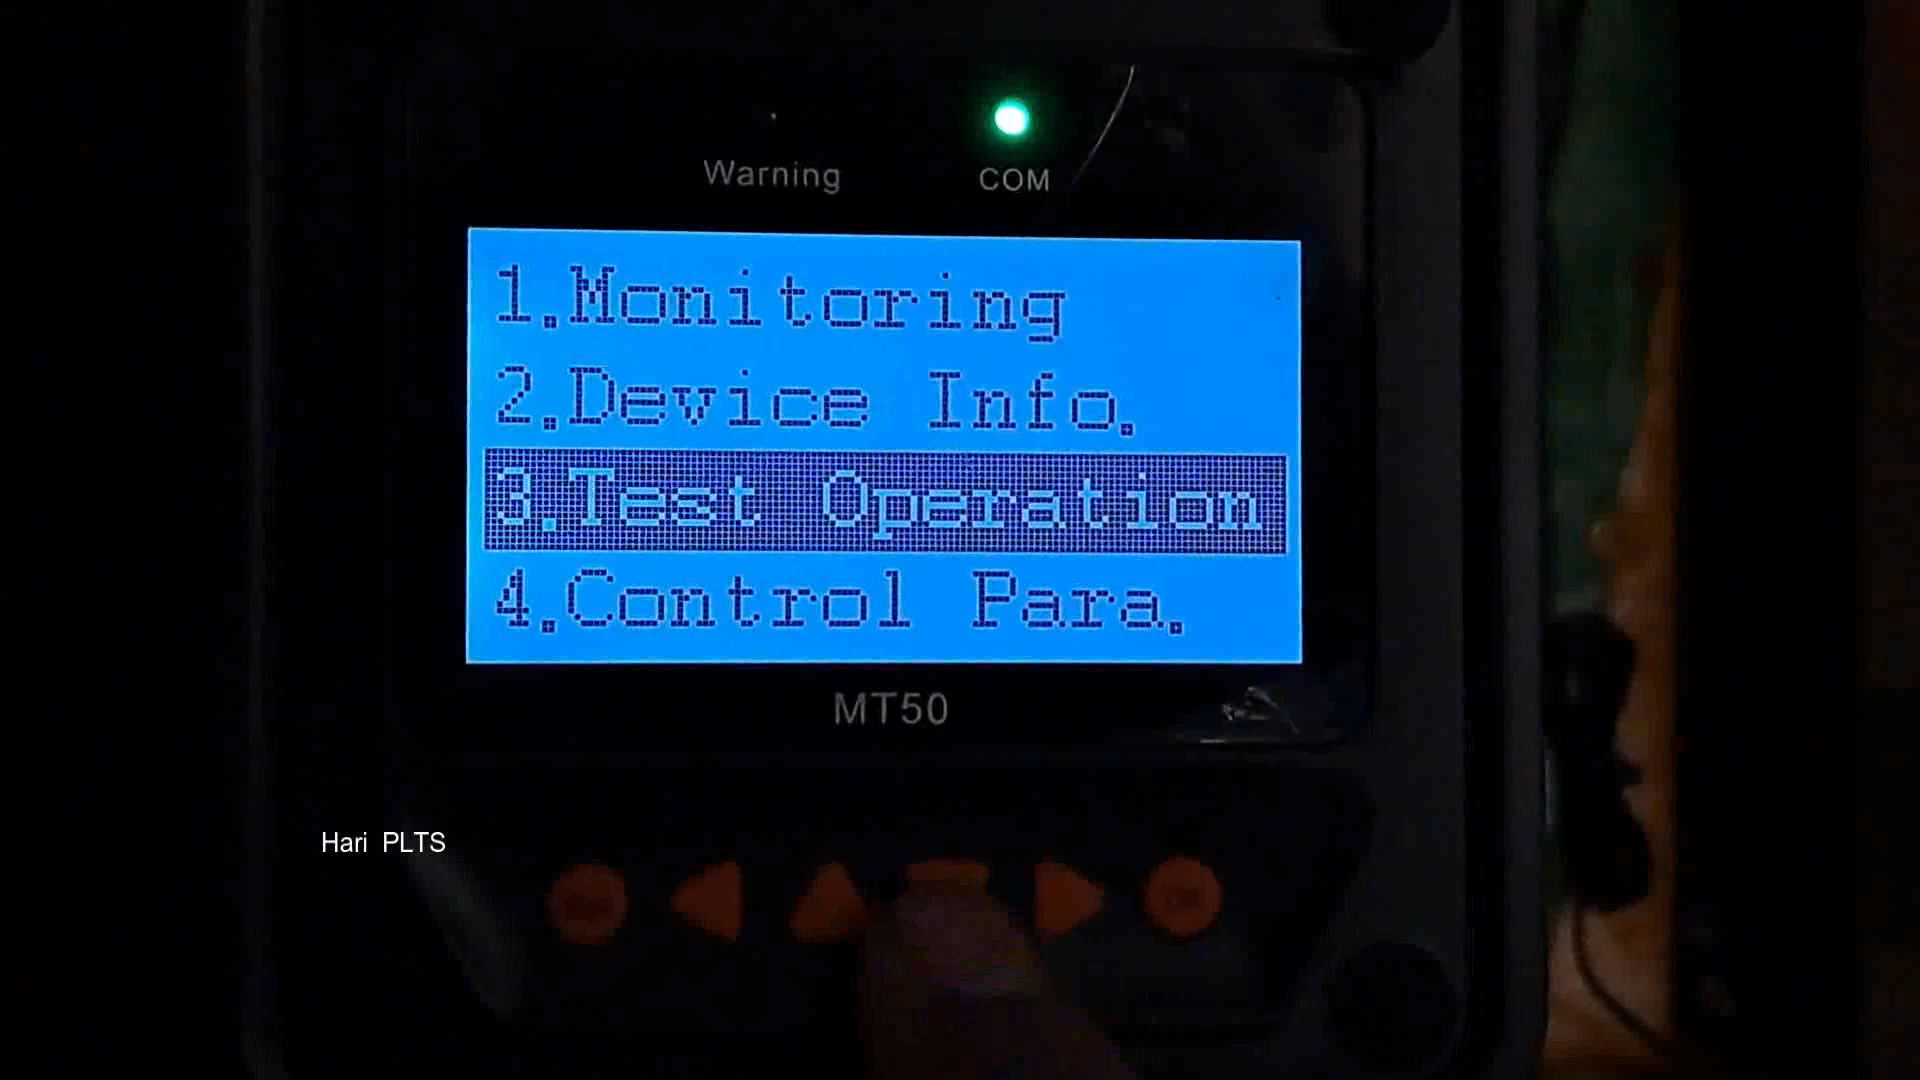 Warning
COM
1.Monitoring
2.Device Info.
3.Test Operation
4.Control Para.
MT50
Hari PLTS